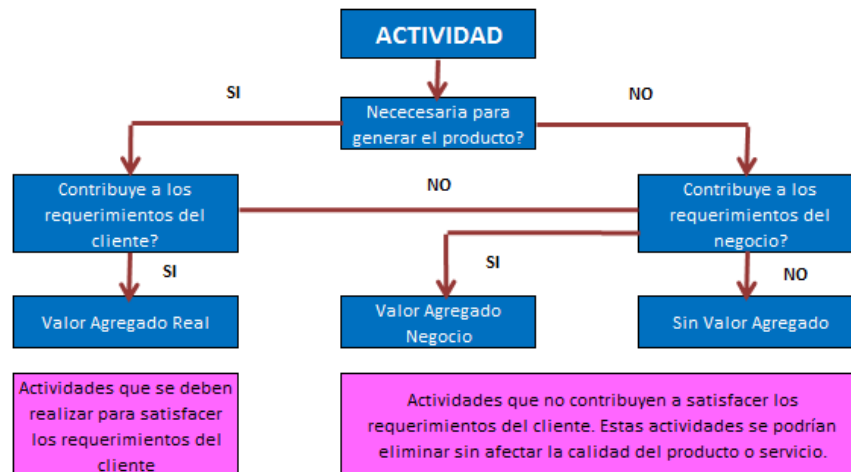 ACTIVIDAD
SI
NO
Nececesaria para
generar el producto?
Contribuye a los
requerimientos del
cliente?
NO
Contribuye a los
requerimientos del
negocio?
SI
SI
NO
Valor Agregado Real
Valor Agregado
Negocio
Sin Valor Agregado
Actividades que se deben
realizar para satisfacer
los requerimientos del
cliente
Actividades que no contribuyen a satisfacer los
requerimientos del cliente. Estas actividades se podrían
eliminar sin afectar la calidad del producto o servicio.